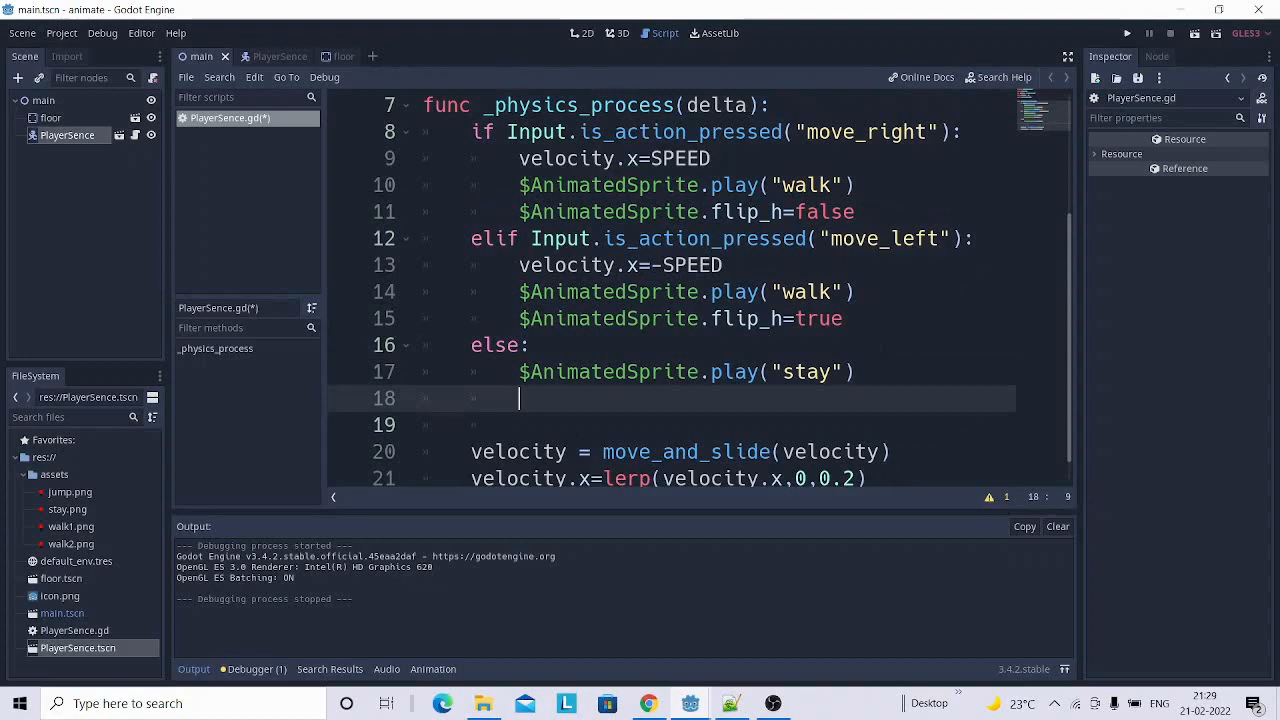 main.tscn - animate - Godot Engine
Scene Project Debug Editor Help
2D 3D Script AssetLib
GLES3
Scene Import
main PlayerSence floor
Inspector Node
Filter nodes
File Search Edit Go To Debug
Online Docs Search Help
main
floor
PlayerSence
Filter scripts
PlayerSence.gd(*)
PlayerSence.gd(*)
Filter methods
_physics_process
7 func _physics_process(delta):
8 if Input.is_action_pressed("move_right"):
9 velocity.x=SPEED
10 $AnimatedSprite.play("walk")
11 $AnimatedSprite.flip_h=false
12 elif Input.is_action_pressed("move_left"):
13 velocity.x=-SPEED
14 $AnimatedSprite.play("walk")
15 $AnimatedSprite.flip_h=true
16 else:
17 $AnimatedSprite.play("stay")
18
19
20 velocity = move_and_slide(velocity)
21 velocity.x=lerp(velocity.x,0,0.2)
1 18 : 9
PlayerSence.gd
Filter properties
Resource
Resource
Reference
FileSystem
res://PlayerSence.tscn
Search files
Favorites:
res://
assets
jump.png
stay.png
walk1.png
walk2.png
default_env.tres
floor.tscn
icon.png
main.tscn
PlayerSence.gd
PlayerSence.tscn
Output:
Copy Clear
--- Debugging process started ---
Godot Engine v3.4.2.stable.official.45eaa2daf - https://godotengine.org
OpenGL ES 3.0 Renderer: Intel(R) HD Graphics 620
OpenGL ES Batching: ON
--- Debugging process stopped ---
Output Debugger (1) Search Results Audio Animation
3.4.2.stable
Type here to search
Desktop
23°C
ENG
21:29
21-02-2022
2